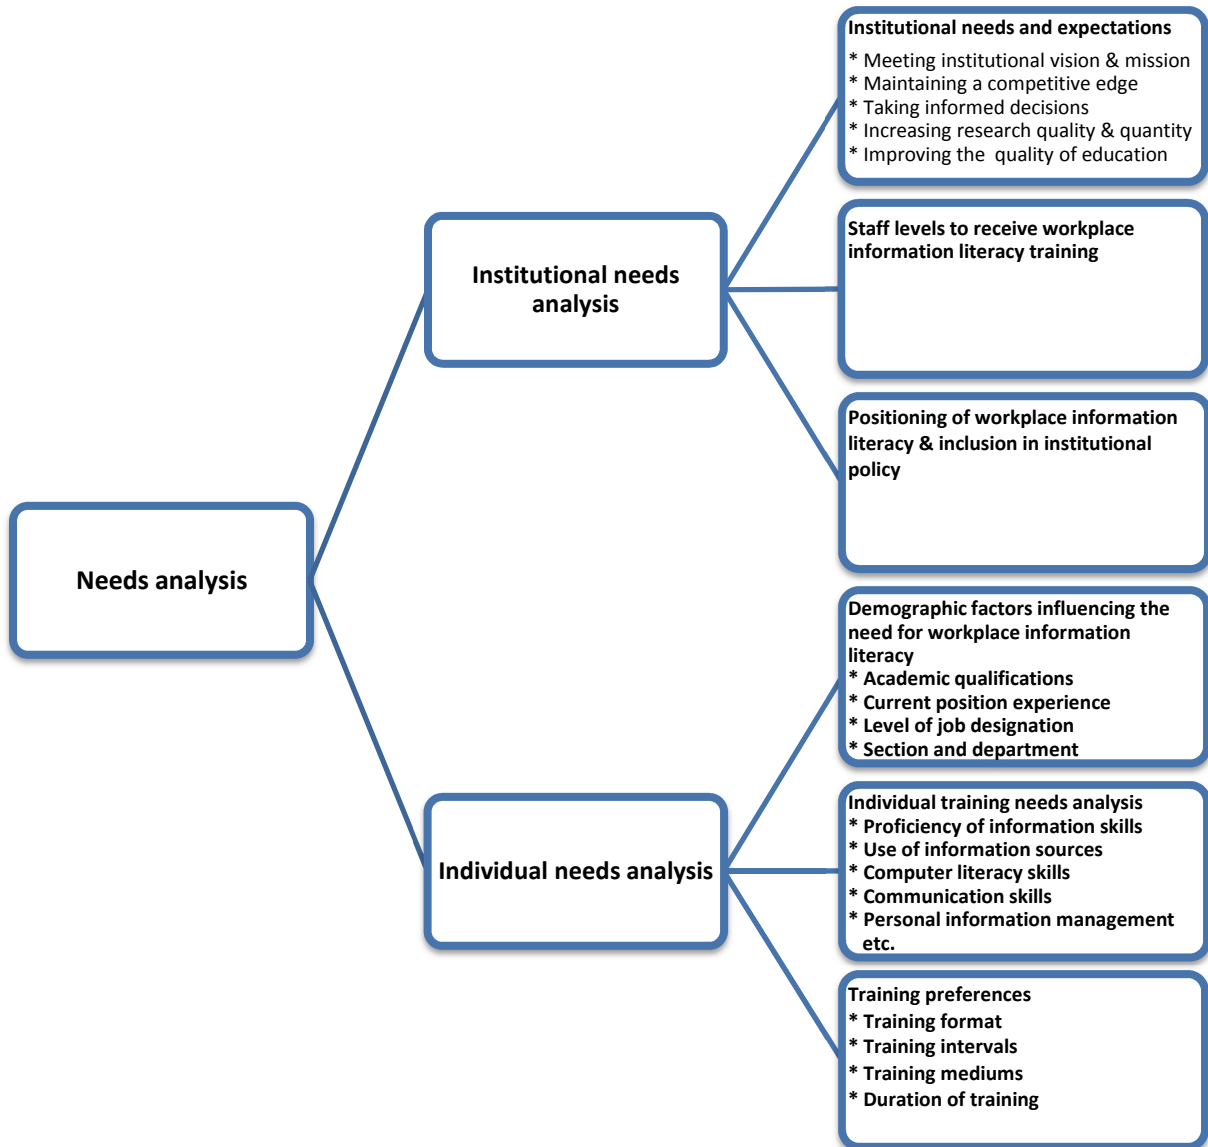 Needs analysis
Institutional needs
analysis
Institutional needs and expectations
* Meeting institutional vision & mission
* Maintaining a competitive edge
* Taking informed decisions
* Increasing research quality & quantity
* Improving the quality of education
Staff levels to receive workplace
information literacy training
Positioning of workplace information
literacy & inclusion in institutional
policy
Individual needs analysis
Demographic factors influencing the
need for workplace information
literacy
* Academic qualifications
* Current position experience
* Level of job designation
* Section and department
Individual training needs analysis
* Proficiency of information skills
* Use of information sources
* Computer literacy skills
* Communication skills
* Personal information management
etc.
Training preferences
* Training format
* Training intervals
* Training mediums
* Duration of training